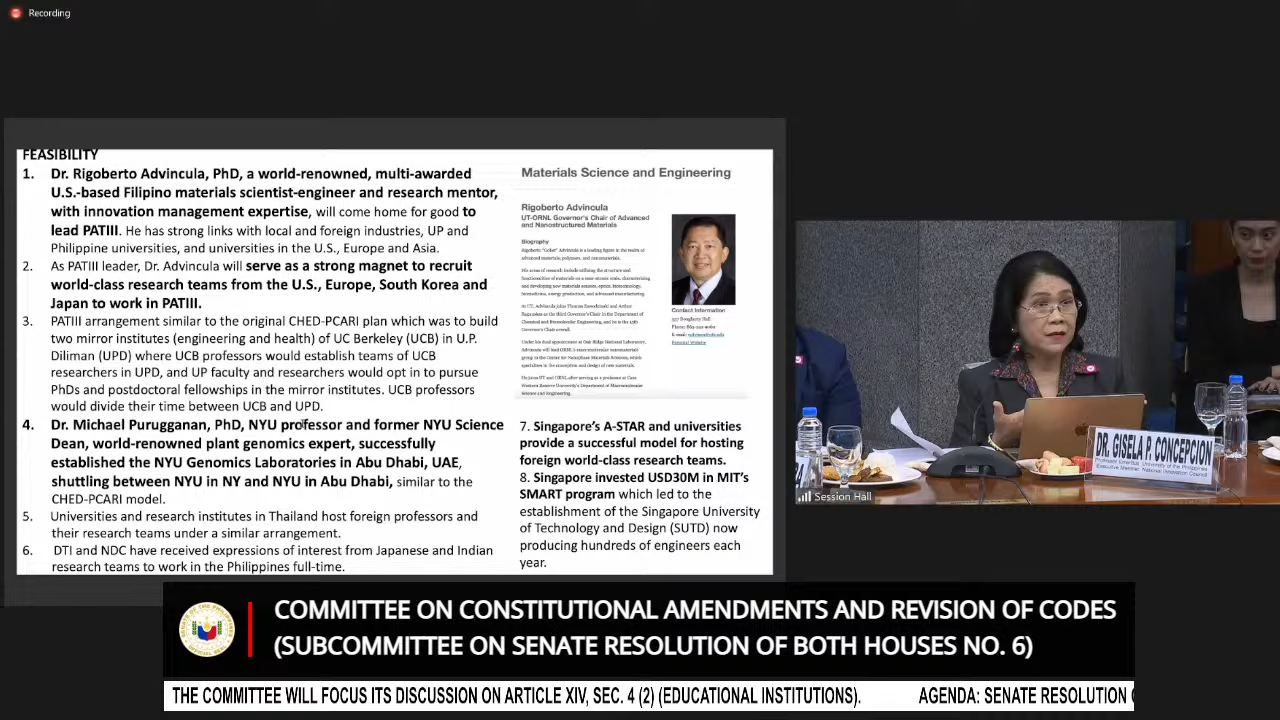 Recording
FEASIBILITY
1. Dr. Rigoberto Advincula, PhD, a world-renowned, multi-awarded
U.S.-based Filipino materials scientist-engineer and research mentor,
with innovation management expertise, will come home for good to
lead PATIII. He has strong links with local and foreign industries, UP and
Philippine universities, and universities in the U.S., Europe and Asia.
2. As PATIII leader, Dr. Advincula will serve as a strong magnet to recruit
world-class research teams from the U.S., Europe, South Korea and
Japan to work in PATIII.
3. PATIII arrangement similar to the original CHED-PCARI plan which was to build
two mirror institutes (engineering and health) of UC Berkeley (UCB) in U.P.
Diliman (UPD) where UCB professors would establish teams of UCB
researchers in UPD, and UP faculty and researchers would opt in to pursue
PhDs and postdoctoral fellowships in the mirror institutes. UCB professors
would divide their time between UCB and UPD.
4. Dr. Michael Purugganan, PhD, NYU professor and former NYU Science
Dean, world-renowned plant genomics expert, successfully
established the NYU Genomics Laboratories in Abu Dhabi, UAE,
shuttling between NYU in NY and NYU in Abu Dhabi, similar to the
CHED-PCARI model.
5. Universities and research institutes in Thailand host foreign professors and
their research teams under a similar arrangement.
6. DTI and NDC have received expressions of interest from Japanese and Indian
research teams to work in the Philippines full-time.
Materials Science and Engineering
Rigoberto Advincula
UT-ORNL Governor's Chair of Advanced
and Nanostructured Materials
Biography
Contact Information
Personal Website
7. Singapore's A-STAR and universities
provide a successful model for hosting
foreign world-class research teams.
8. Singapore invested USD30M in MIT's
SMART program which led to the
establishment of the Singapore University
of Technology and Design (SUTD) now
producing hundreds of engineers each
year.
DR. GISELA P. CONCEPCION
Session Hall
COMMITTEE ON CONSTITUTIONAL AMENDMENTS AND REVISION OF CODES
(SUBCOMMITTEE ON SENATE RESOLUTION OF BOTH HOUSES NO. 6)
THE COMMITTEE WILL FOCUS ITS DISCUSSION ON ARTICLE XIV, SEC. 4 (2) (EDUCATIONAL INSTITUTIONS). AGENDA: SENATE RESOLUTION